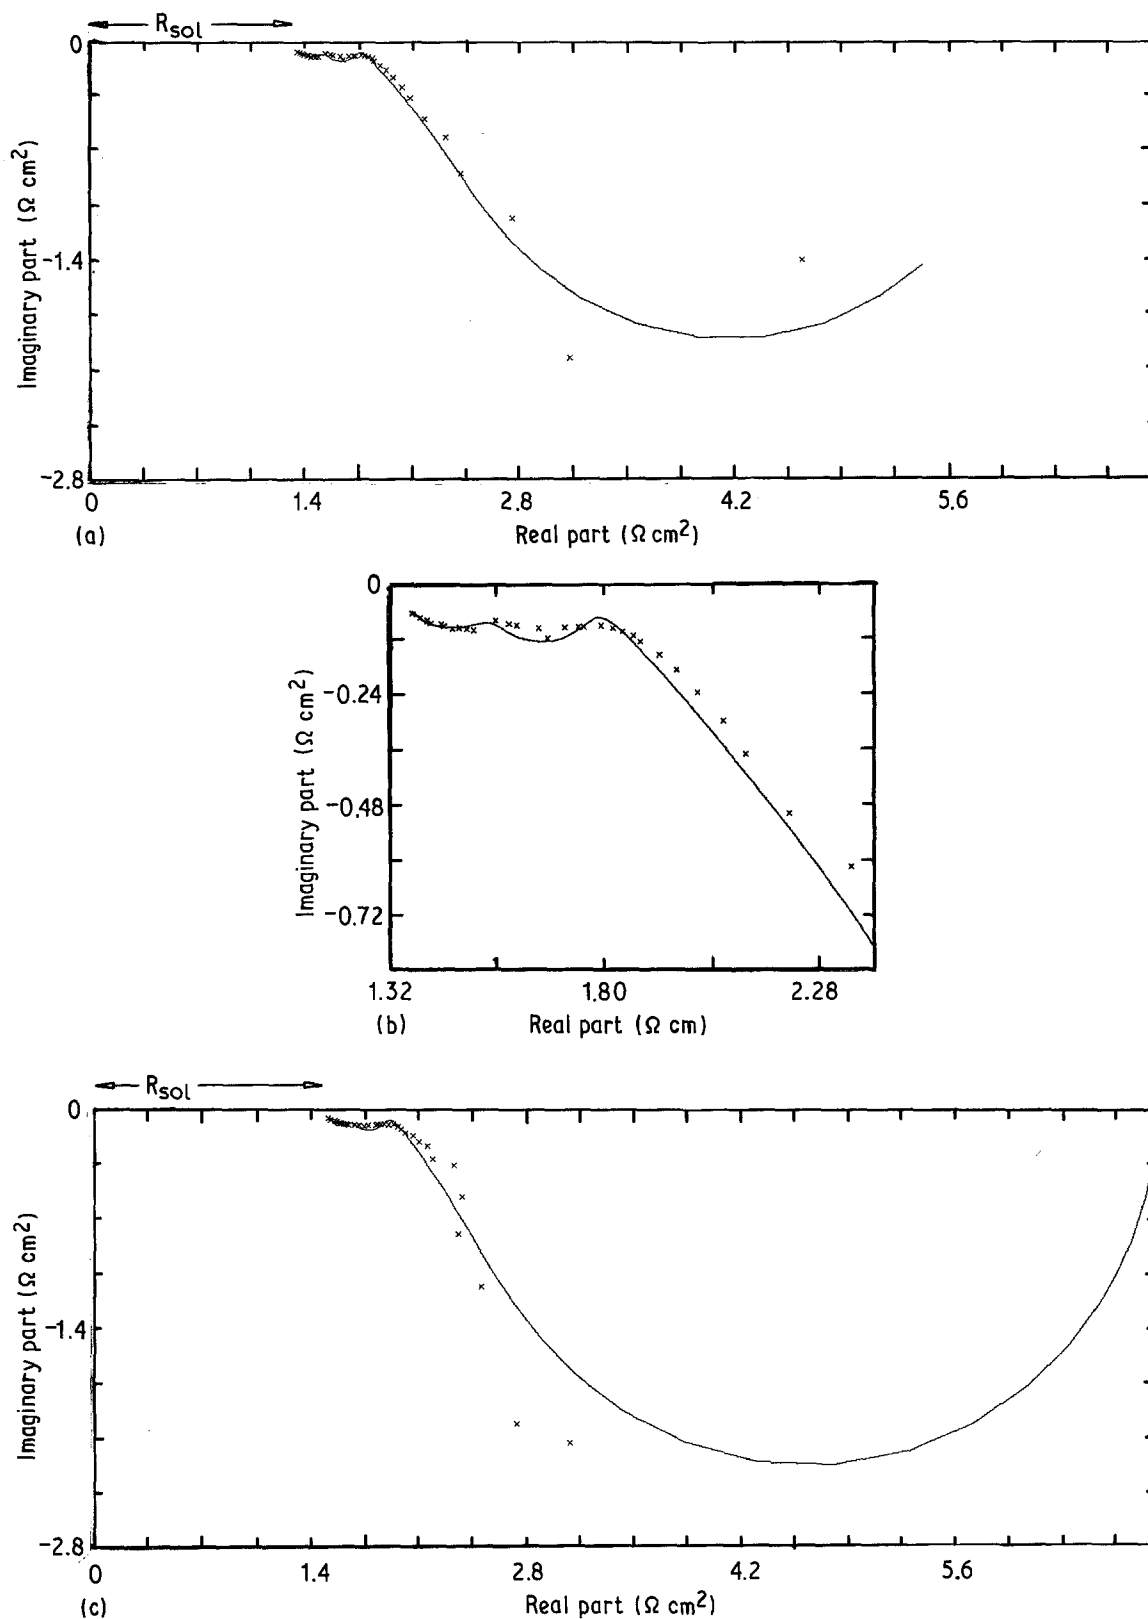 R_sol
0
-1.4
-2.8
Imaginary part (Ω cm²)
0 1.4 2.8 4.2 5.6
(a) Real part (Ω cm²)
0
-0.24
-0.48
-0.72
Imaginary part (Ω cm²)
1.32 1.80 2.28
(b) Real part (Ω cm)
R_sol
0
-1.4
-2.8
Imaginary part (Ω cm²)
0 1.4 2.8 4.2 5.6
(c) Real part (Ω cm²)